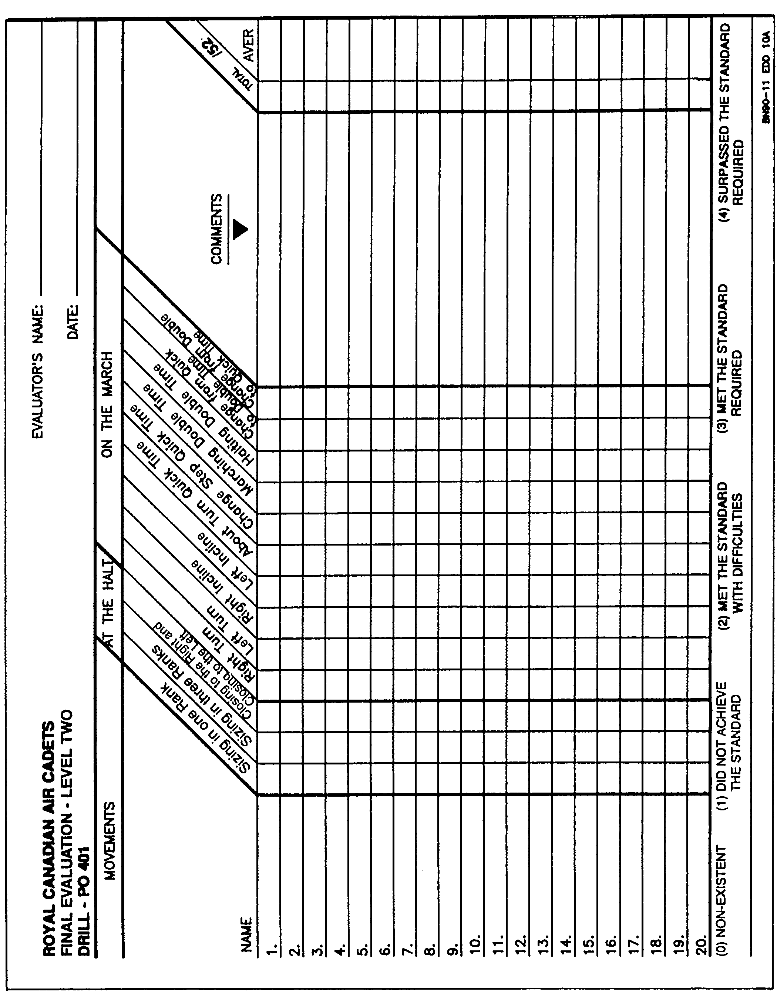 ROYAL CANADIAN AIR CADETS
FINAL EVALUATION - LEVEL TWO
DRILL - PO 401
EVALUATOR'S NAME:
DATE:
MOVEMENTS
AT THE HALT
ON THE MARCH
Sizing in one Rank
Sizing in three Ranks
Closing to the Right and
Closing to the Left
Right Turn
Left Turn
Right Incline
Left Incline
About Turn Quick Time
Change Step Quick Time
Marching Double Time
Halting Double Time
Change from Quick
to Double Time
Change from Double
to Quick Time
COMMENTS
TOTAL /52
NAME
AVER
1.
2.
3.
4.
5.
6.
7.
8.
9.
10.
11.
12.
13.
14.
15.
16.
17.
18.
19.
20.
(0) NON-EXISTENT
(1) DID NOT ACHIEVE
THE STANDARD
(2) MET THE STANDARD
WITH DIFFICULTIES
(3) MET THE STANDARD
REQUIRED
(4) SURPASSED THE STANDARD
REQUIRED
BN90-11 EDD 10A